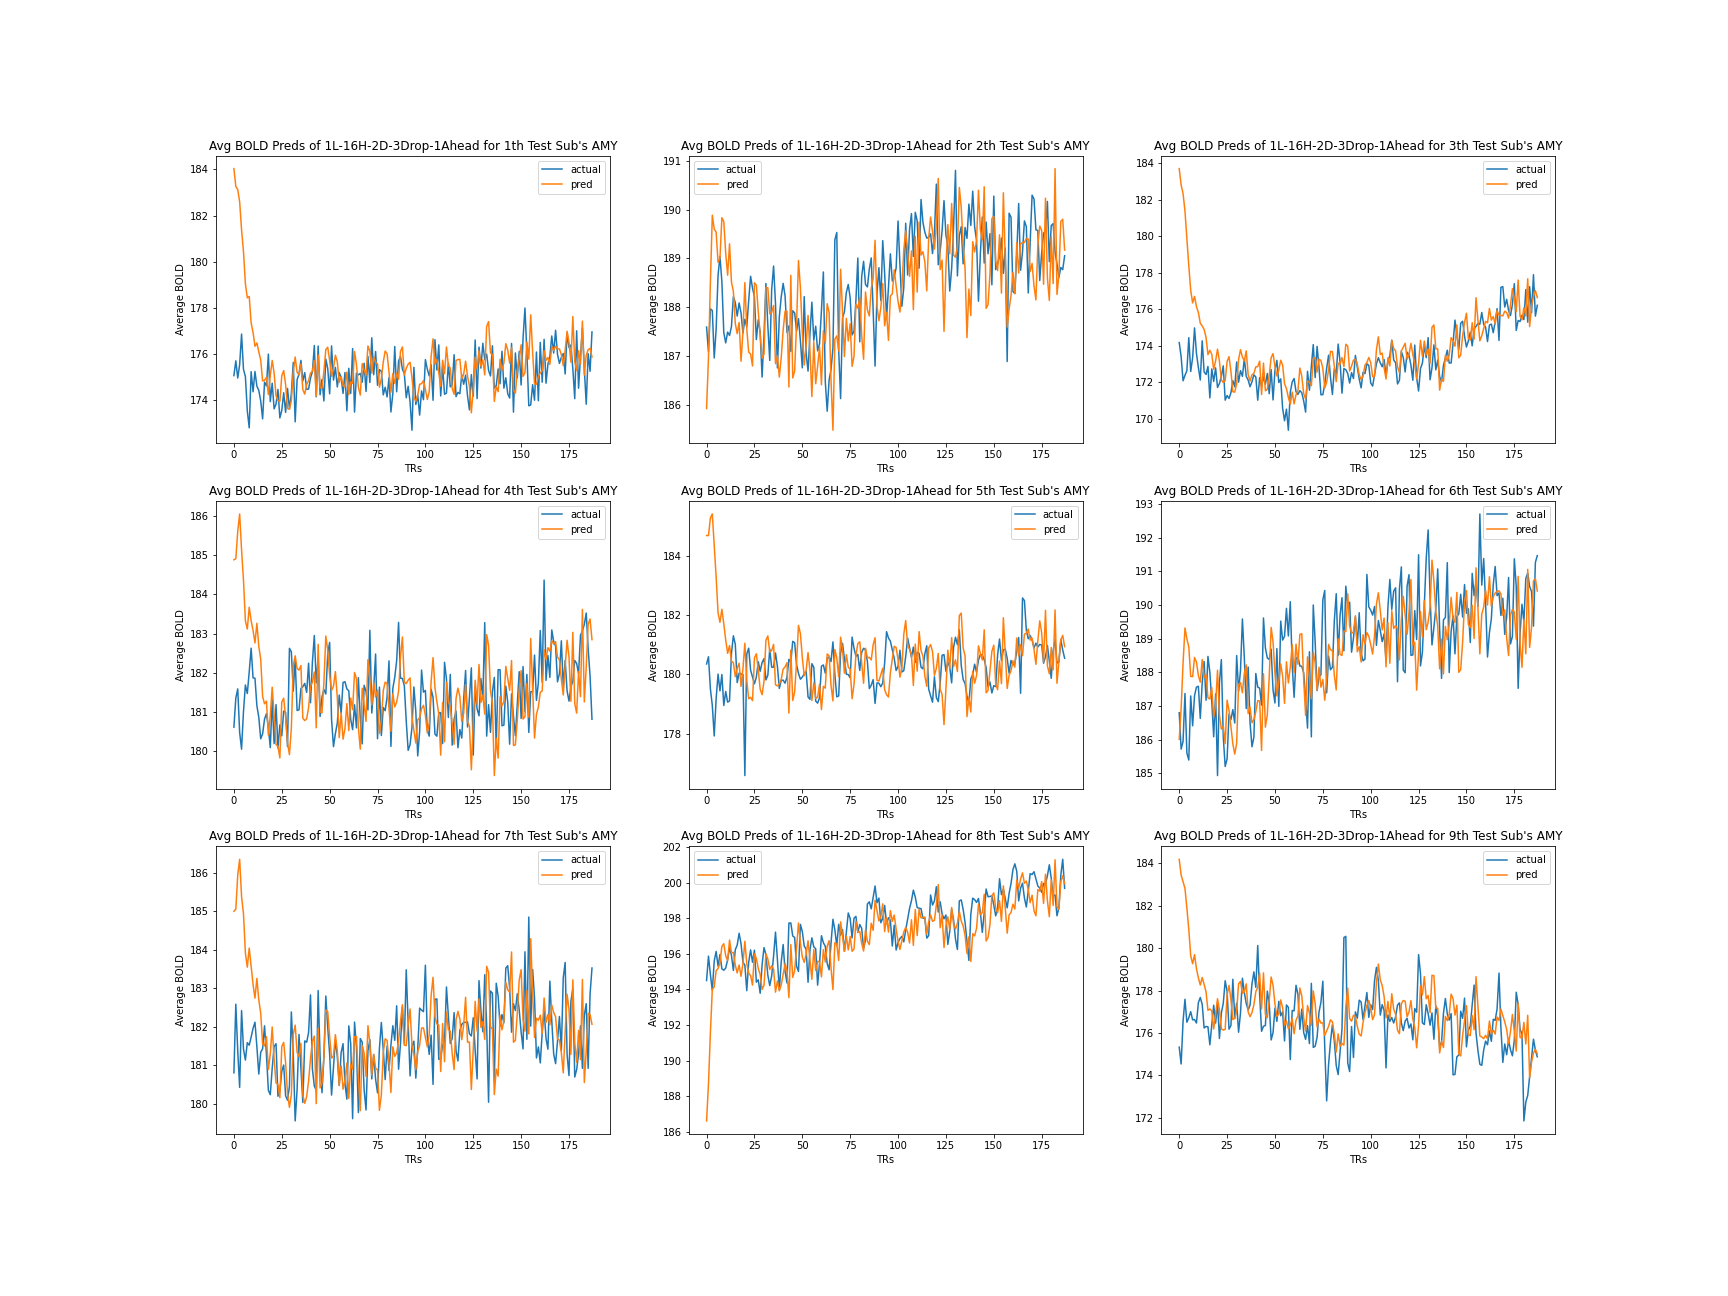 Avg BOLD Preds of 1L-16H-2D-3Drop-1Ahead for 1th Test Sub's AMY
Average BOLD
184
182
180
178
176
174
actual
pred
0 25 50 75 100 125 150 175
TRs
Avg BOLD Preds of 1L-16H-2D-3Drop-1Ahead for 2th Test Sub's AMY
Average BOLD
191
190
189
188
187
186
actual
pred
0 25 50 75 100 125 150 175
TRs
Avg BOLD Preds of 1L-16H-2D-3Drop-1Ahead for 3th Test Sub's AMY
Average BOLD
184
182
180
178
176
174
172
170
actual
pred
0 25 50 75 100 125 150 175
TRs
Avg BOLD Preds of 1L-16H-2D-3Drop-1Ahead for 4th Test Sub's AMY
Average BOLD
186
185
184
183
182
181
180
actual
pred
0 25 50 75 100 125 150 175
TRs
Avg BOLD Preds of 1L-16H-2D-3Drop-1Ahead for 5th Test Sub's AMY
Average BOLD
184
182
180
178
actual
pred
0 25 50 75 100 125 150 175
TRs
Avg BOLD Preds of 1L-16H-2D-3Drop-1Ahead for 6th Test Sub's AMY
Average BOLD
193
192
191
190
189
188
187
186
185
actual
pred
0 25 50 75 100 125 150 175
TRs
Avg BOLD Preds of 1L-16H-2D-3Drop-1Ahead for 7th Test Sub's AMY
Average BOLD
186
185
184
183
182
181
180
actual
pred
0 25 50 75 100 125 150 175
TRs
Avg BOLD Preds of 1L-16H-2D-3Drop-1Ahead for 8th Test Sub's AMY
Average BOLD
202
200
198
196
194
192
190
188
186
actual
pred
0 25 50 75 100 125 150 175
TRs
Avg BOLD Preds of 1L-16H-2D-3Drop-1Ahead for 9th Test Sub's AMY
Average BOLD
184
182
180
178
176
174
172
actual
pred
0 25 50 75 100 125 150 175
TRs